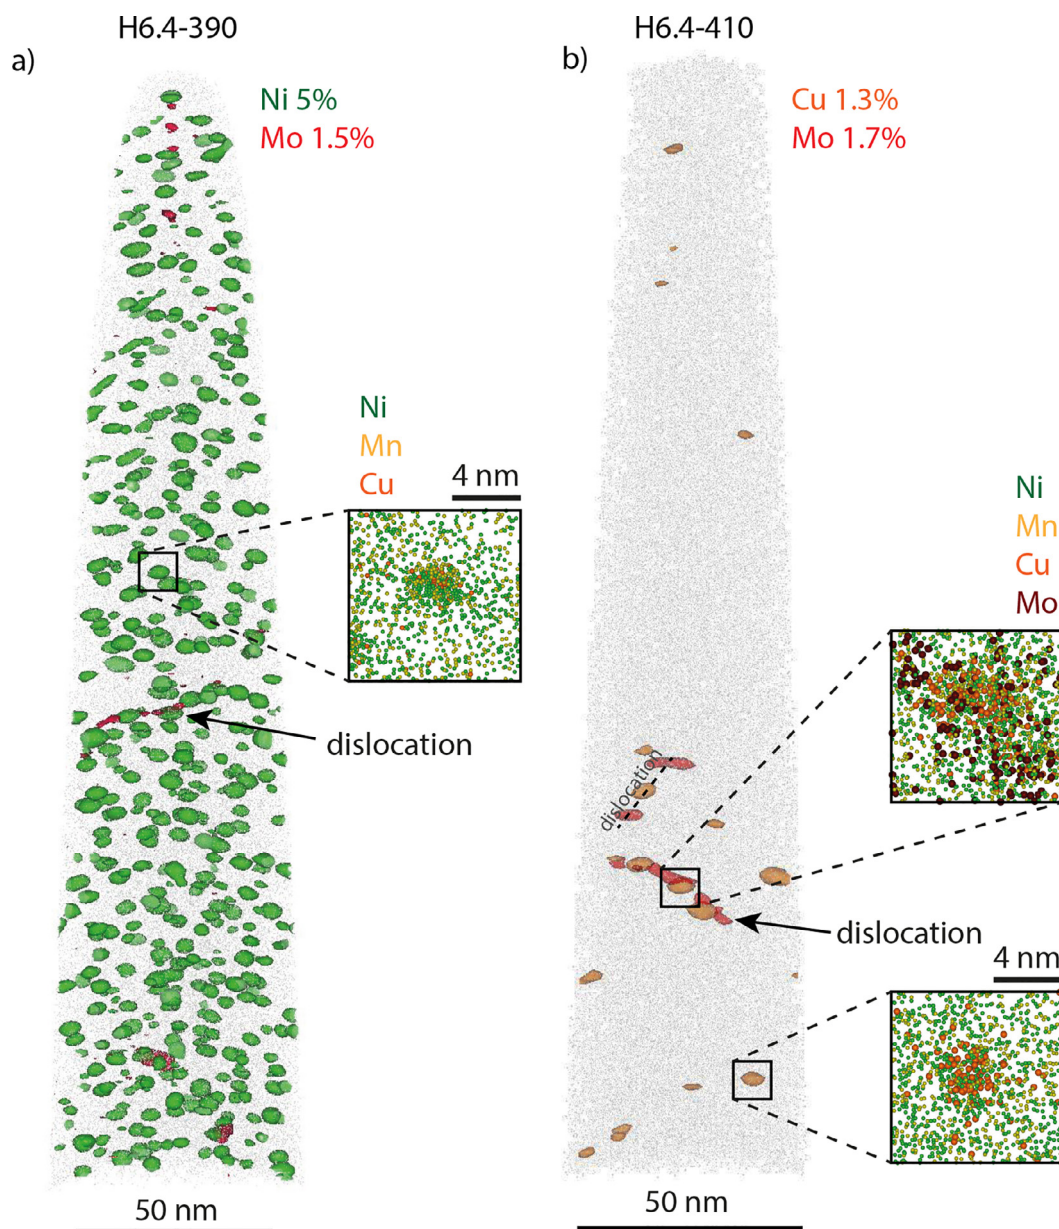 H6.4-390
a)
Ni 5%
Mo 1.5%
Ni
Mn
Cu
4 nm
dislocation
50 nm
H6.4-410
b)
Cu 1.3%
Mo 1.7%
Ni
Mn
Cu
Mo
dislocation
dislocation
4 nm
50 nm